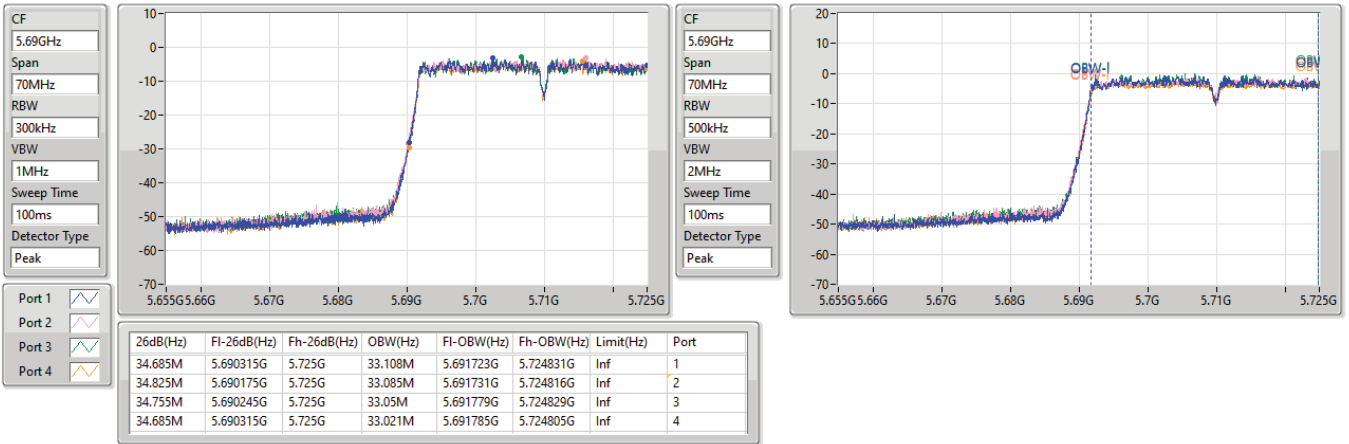 CF
5.69GHz
Span
70MHz
RBW
300kHz
VBW
1MHz
Sweep Time
100ms
Detector Type
Peak
10
0
-10
-20
-30
-40
-50
-60
-70
5.655G 5.66G 5.67G 5.68G 5.69G 5.7G 5.71G 5.725G
CF
5.69GHz
Span
70MHz
RBW
500kHz
VBW
2MHz
Sweep Time
100ms
Detector Type
Peak
20
10
0
-10
-20
-30
-40
-50
-60
-70
OBW-l
5.655G 5.66G 5.67G 5.68G 5.69G 5.7G 5.71G 5.725G
Port 1
Port 2
Port 3
Port 4
26dB(Hz) Fl-26dB(Hz) Fh-26dB(Hz) OBW(Hz) Fl-OBW(Hz) Fh-OBW(Hz) Limit(Hz) Port
34.685M 5.690315G 5.725G 33.108M 5.691723G 5.724831G Inf 1
34.825M 5.690175G 5.725G 33.085M 5.691731G 5.724816G Inf 2
34.755M 5.690245G 5.725G 33.05M 5.691779G 5.724829G Inf 3
34.685M 5.690315G 5.725G 33.021M 5.691785G 5.724805G Inf 4